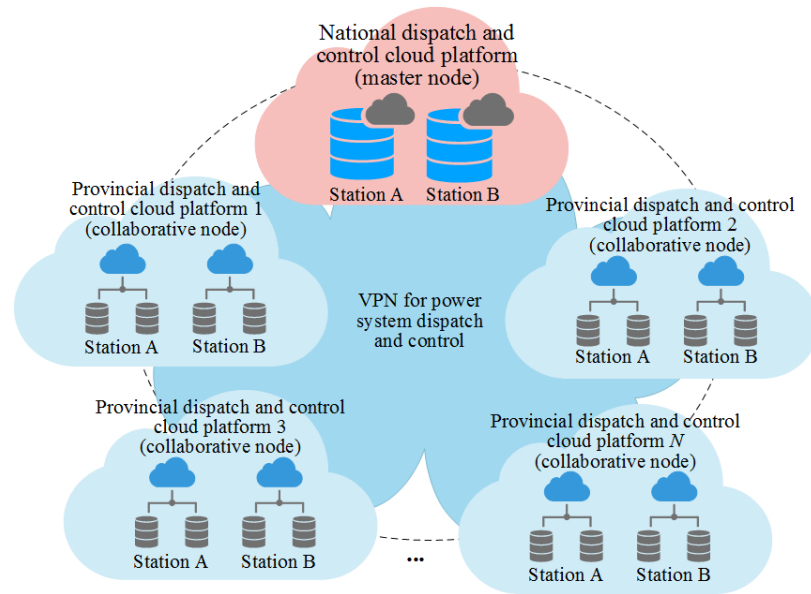 National dispatch and
control cloud platform
(master node)
Station A
Station B
Provincial dispatch and
control cloud platform 1
(collaborative node)
Station A
Station B
Provincial dispatch and control
cloud platform 2
(collaborative node)
Station A
Station B
VPN for power
system dispatch
and control
Provincial dispatch and control
cloud platform 3
(collaborative node)
Station A
Station B
Provincial dispatch and control
cloud platform N
(collaborative node)
Station A
Station B
...